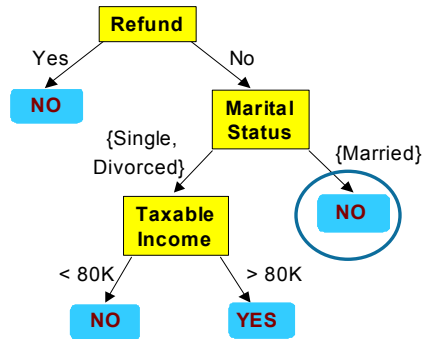 Refund
Yes
No
NO
Marital
Status
{Single,
Divorced}
{Married}
NO
Taxable
Income
< 80K
> 80K
NO
YES